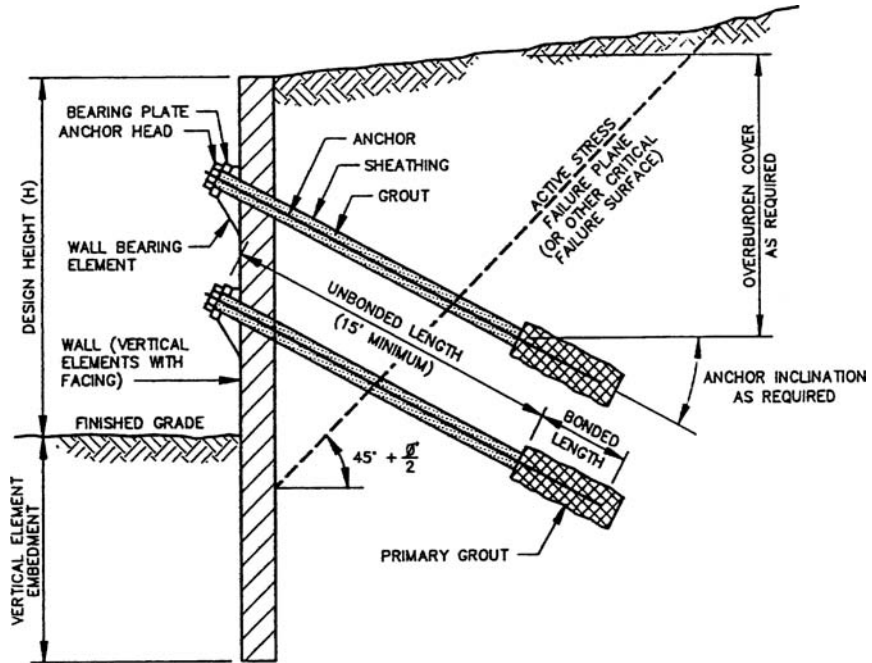 BEARING PLATE
ANCHOR HEAD
ANCHOR
SHEATHING
GROUT
WALL BEARING
ELEMENT
DESIGN HEIGHT (H)
WALL (VERTICAL
ELEMENTS WITH
FACING)
FINISHED GRADE
VERTICAL ELEMENT
EMBEDMENT
UNBONDED LENGTH
(15' MINIMUM)
ACTIVE STRESS
FAILURE PLANE
(OR OTHER CRITICAL
FAILURE SURFACE)
OVERBURDEN COVER
AS REQUIRED
ANCHOR INCLINATION
AS REQUIRED
BONDED
LENGTH
45° + Ø°/2
PRIMARY GROUT